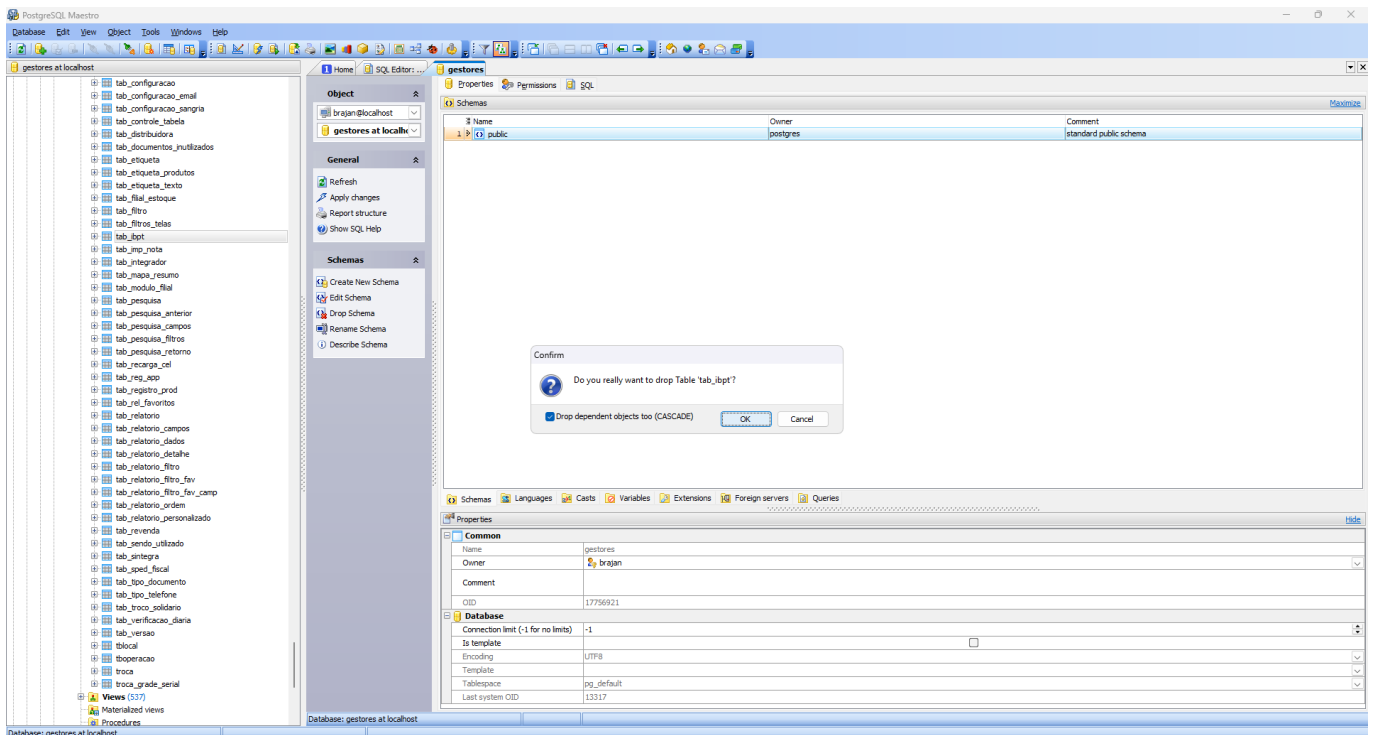 PostgreSQL Maestro
Database Edit View Object Tools Windows Help
gestores at localhost
tab_configuracao
tab_configuracao_email
tab_configuracao_sangria
tab_controle_tabela
tab_distribuidora
tab_documentos_inutilizados
tab_etiqueta
tab_etiqueta_produtos
tab_etiqueta_texto
tab_filial_estoque
tab_filtro
tab_filtros_telas
tab_ibpt
tab_imp_nota
tab_integrador
tab_mapa_resumo
tab_modulo_filial
tab_pesquisa
tab_pesquisa_anterior
tab_pesquisa_campos
tab_pesquisa_filtros
tab_pesquisa_retorno
tab_recarga_cel
tab_reg_app
tab_registro_prod
tab_rel_favoritos
tab_relatorio
tab_relatorio_campos
tab_relatorio_dados
tab_relatorio_detalhe
tab_relatorio_filtro
tab_relatorio_filtro_fav
tab_relatorio_filtro_fav_camp
tab_relatorio_ordem
tab_relatorio_personalizado
tab_revenda
tab_sendo_utilizado
tab_sintegra
tab_sped_fiscal
tab_tipo_documento
tab_tipo_telefone
tab_troco_solidario
tab_verificacao_diaria
tab_versao
tblocal
tboperacao
troca
troca_grade_serial
Views (537)
Materialized views
Procedures
Database: gestores at localhost
1 Home SQL Editor: ... gestores
Object
brajan@localhost
gestores at localho
General
Refresh
Apply changes
Report structure
Show SQL Help
Schemas
Create New Schema
Edit Schema
Drop Schema
Rename Schema
Describe Schema
Properties Permissions SQL
Schemas Maximize
Name Owner Comment
1 public postgres standard public schema
Confirm
Do you really want to drop Table 'tab_ibpt'?
Drop dependent objects too (CASCADE) OK Cancel
Schemas Languages Casts Variables Extensions Foreign servers Queries
Properties Hide
Common
Name gestores
Owner brajan
Comment
OID 17756921
Database
Connection limit (-1 for no limits) -1
Is template
Encoding UTF8
Template
Tablespace pg_default
Last system OID 13317
Database: gestores at localhost